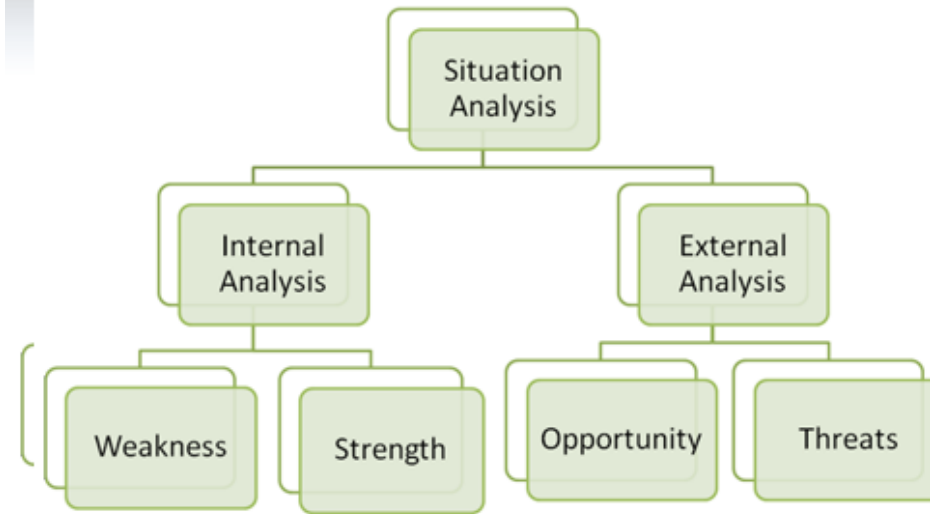 Situation
Analysis
Internal
Analysis
External
Analysis
Weakness
Strength
Opportunity
Threats